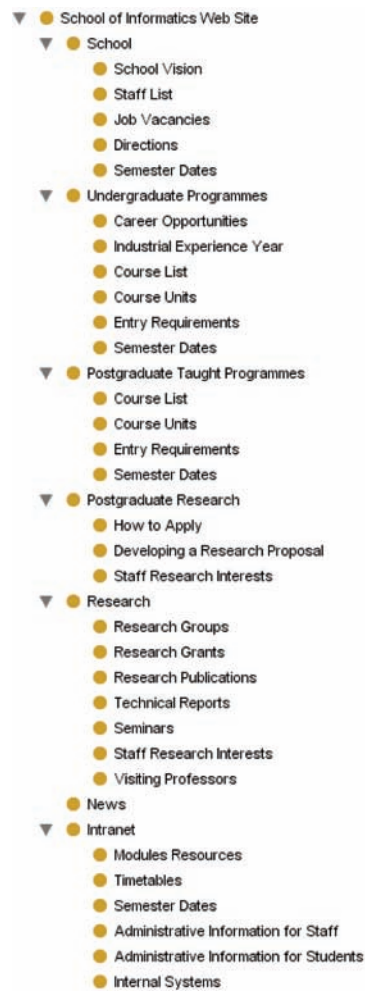 School of Informatics Web Site
School
School Vision
Staff List
Job Vacancies
Directions
Semester Dates
Undergraduate Programmes
Career Opportunities
Industrial Experience Year
Course List
Course Units
Entry Requirements
Semester Dates
Postgraduate Taught Programmes
Course List
Course Units
Entry Requirements
Semester Dates
Postgraduate Research
How to Apply
Developing a Research Proposal
Staff Research Interests
Research
Research Groups
Research Grants
Research Publications
Technical Reports
Seminars
Staff Research Interests
Visiting Professors
News
Intranet
Modules Resources
Timetables
Semester Dates
Administrative Information for Staff
Administrative Information for Students
Internal Systems